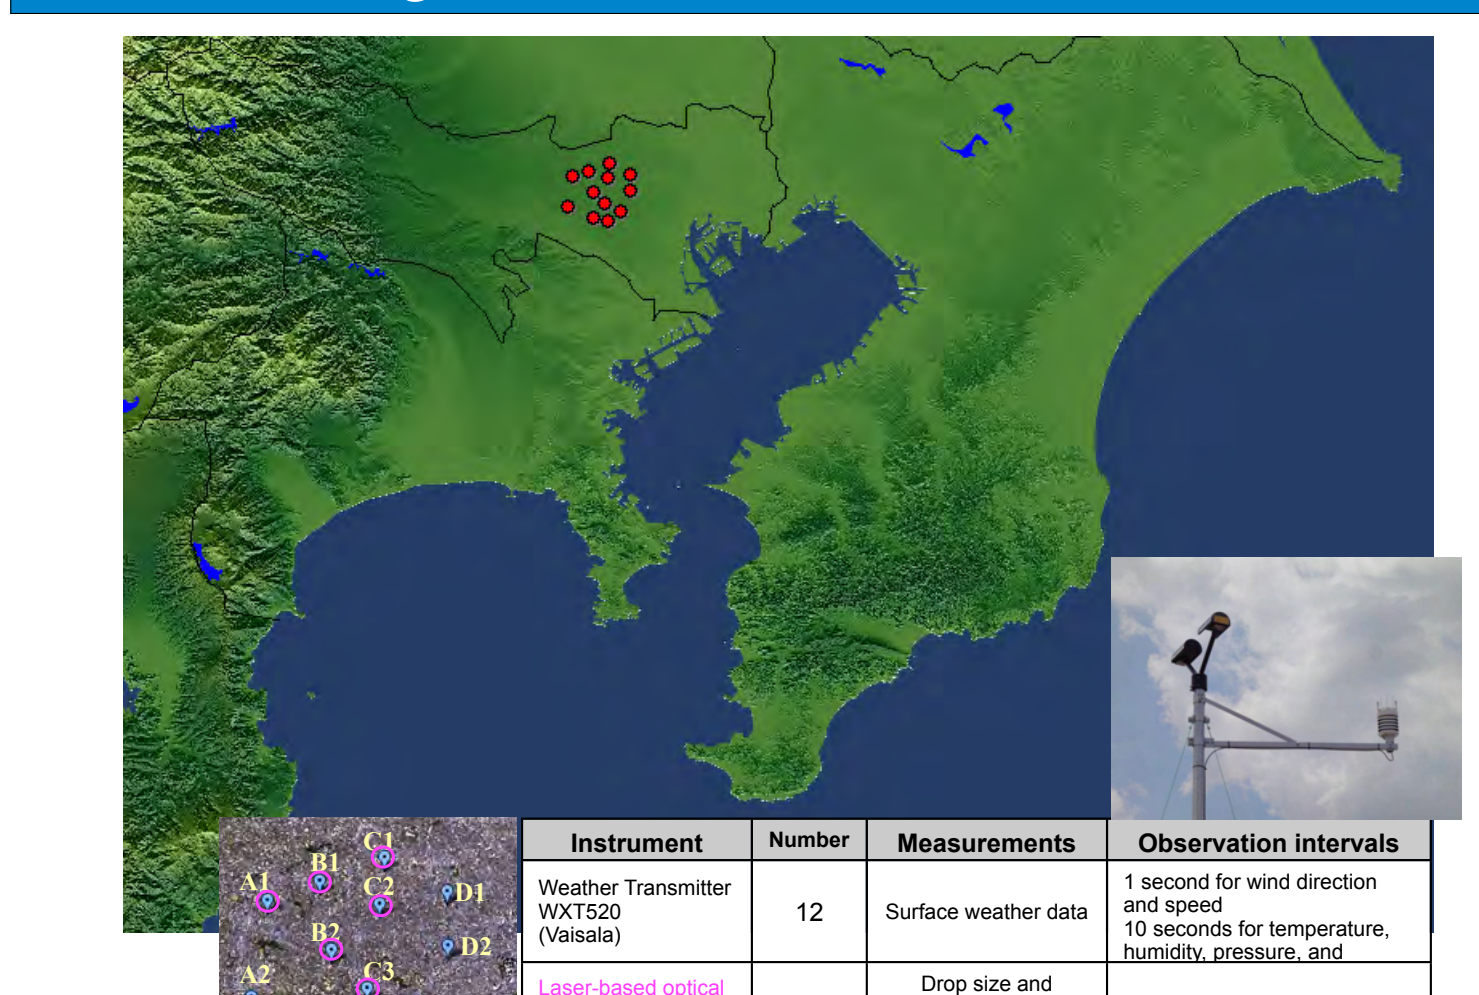 C1
B1
A1
C2
D1
B2
D2
A2
C3
Instrument
Number
Measurements
Observation intervals
Weather Transmitter
WXT520
(Vaisala)
12
Surface weather data
1 second for wind direction
and speed
10 seconds for temperature,
humidity, pressure, and
Laser-based optical
Drop size and